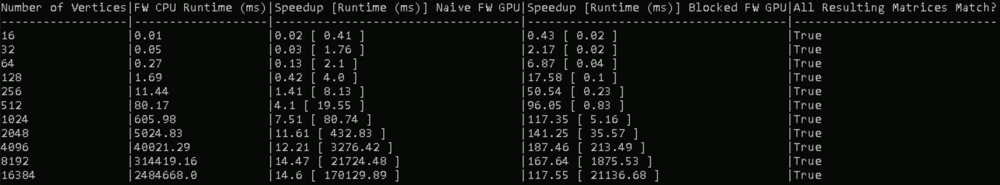 Number of Vertices|FW CPU Runtime (ms)|Speedup [Runtime (ms)] Naive FW GPU|Speedup [Runtime (ms)] Blocked FW GPU|All Resulting Matrices Match?
------------------|-------------------|-----------------------------------|-------------------------------------|-----------------------------
16 |0.01 |0.02 [ 0.41 ] |0.43 [ 0.02 ] |True
32 |0.05 |0.03 [ 1.76 ] |2.17 [ 0.02 ] |True
64 |0.27 |0.13 [ 2.1 ] |6.87 [ 0.04 ] |True
128 |1.69 |0.42 [ 4.0 ] |17.58 [ 0.1 ] |True
256 |11.44 |1.41 [ 8.13 ] |50.54 [ 0.23 ] |True
512 |80.17 |4.1 [ 19.55 ] |96.05 [ 0.83 ] |True
1024 |605.98 |7.51 [ 80.74 ] |117.35 [ 5.16 ] |True
2048 |5024.83 |11.61 [ 432.83 ] |141.25 [ 35.57 ] |True
4096 |40021.29 |12.21 [ 3276.42 ] |187.46 [ 213.49 ] |True
8192 |314419.16 |14.47 [ 21724.48 ] |167.64 [ 1875.53 ] |True
16384 |2484668.0 |14.6 [ 170129.89 ] |117.55 [ 21136.68 ] |True